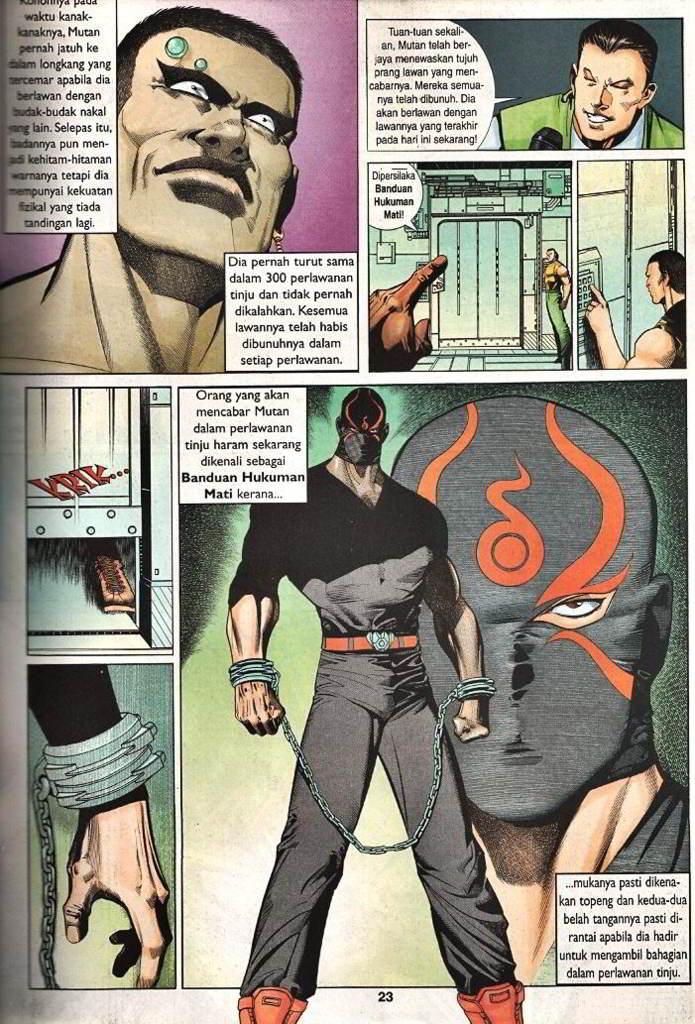 Kononnya pada
waktu kanak-
kanaknya, Mutan
pernah jatuh ke
dalam longkang yang
tercemar apabila dia
berlawan dengan
budak-budak nakal
yang lain. Selepas itu,
badannya pun men-
jadi kehitam-hitaman
warnanya tetapi dia
mempunyai kekuatan
fizikal yang tiada
tandingan lagi.
Dia pernah turut sama
dalam 300 perlawanan
tinju dan tidak pernah
dikalahkan. Kesemua
lawannya telah habis
dibunuhnya dalam
setiap perlawanan.
Tuan-tuan sekali-
an, Mutan telah ber-
jaya menewaskan tujuh
prang lawan yang men-
cabarnya. Mereka semua-
nya telah dibunuh. Dia
akan berlawan dengan
lawannya yang terakhir
pada hari ini sekarang!
Dipersilaka
Banduan
Hukuman
Mati!
KRIK...
Orang yang akan
mencabar Mutan
dalam perlawanan
tinju haram sekarang
dikenali sebagai
Banduan Hukuman
Mati kerana...
...mukanya pasti dikena-
kan topeng dan kedua-dua
belah tangannya pasti di-
rantai apabila dia hadir
untuk mengambil bahagian
dalam perlawanan tinju.
23